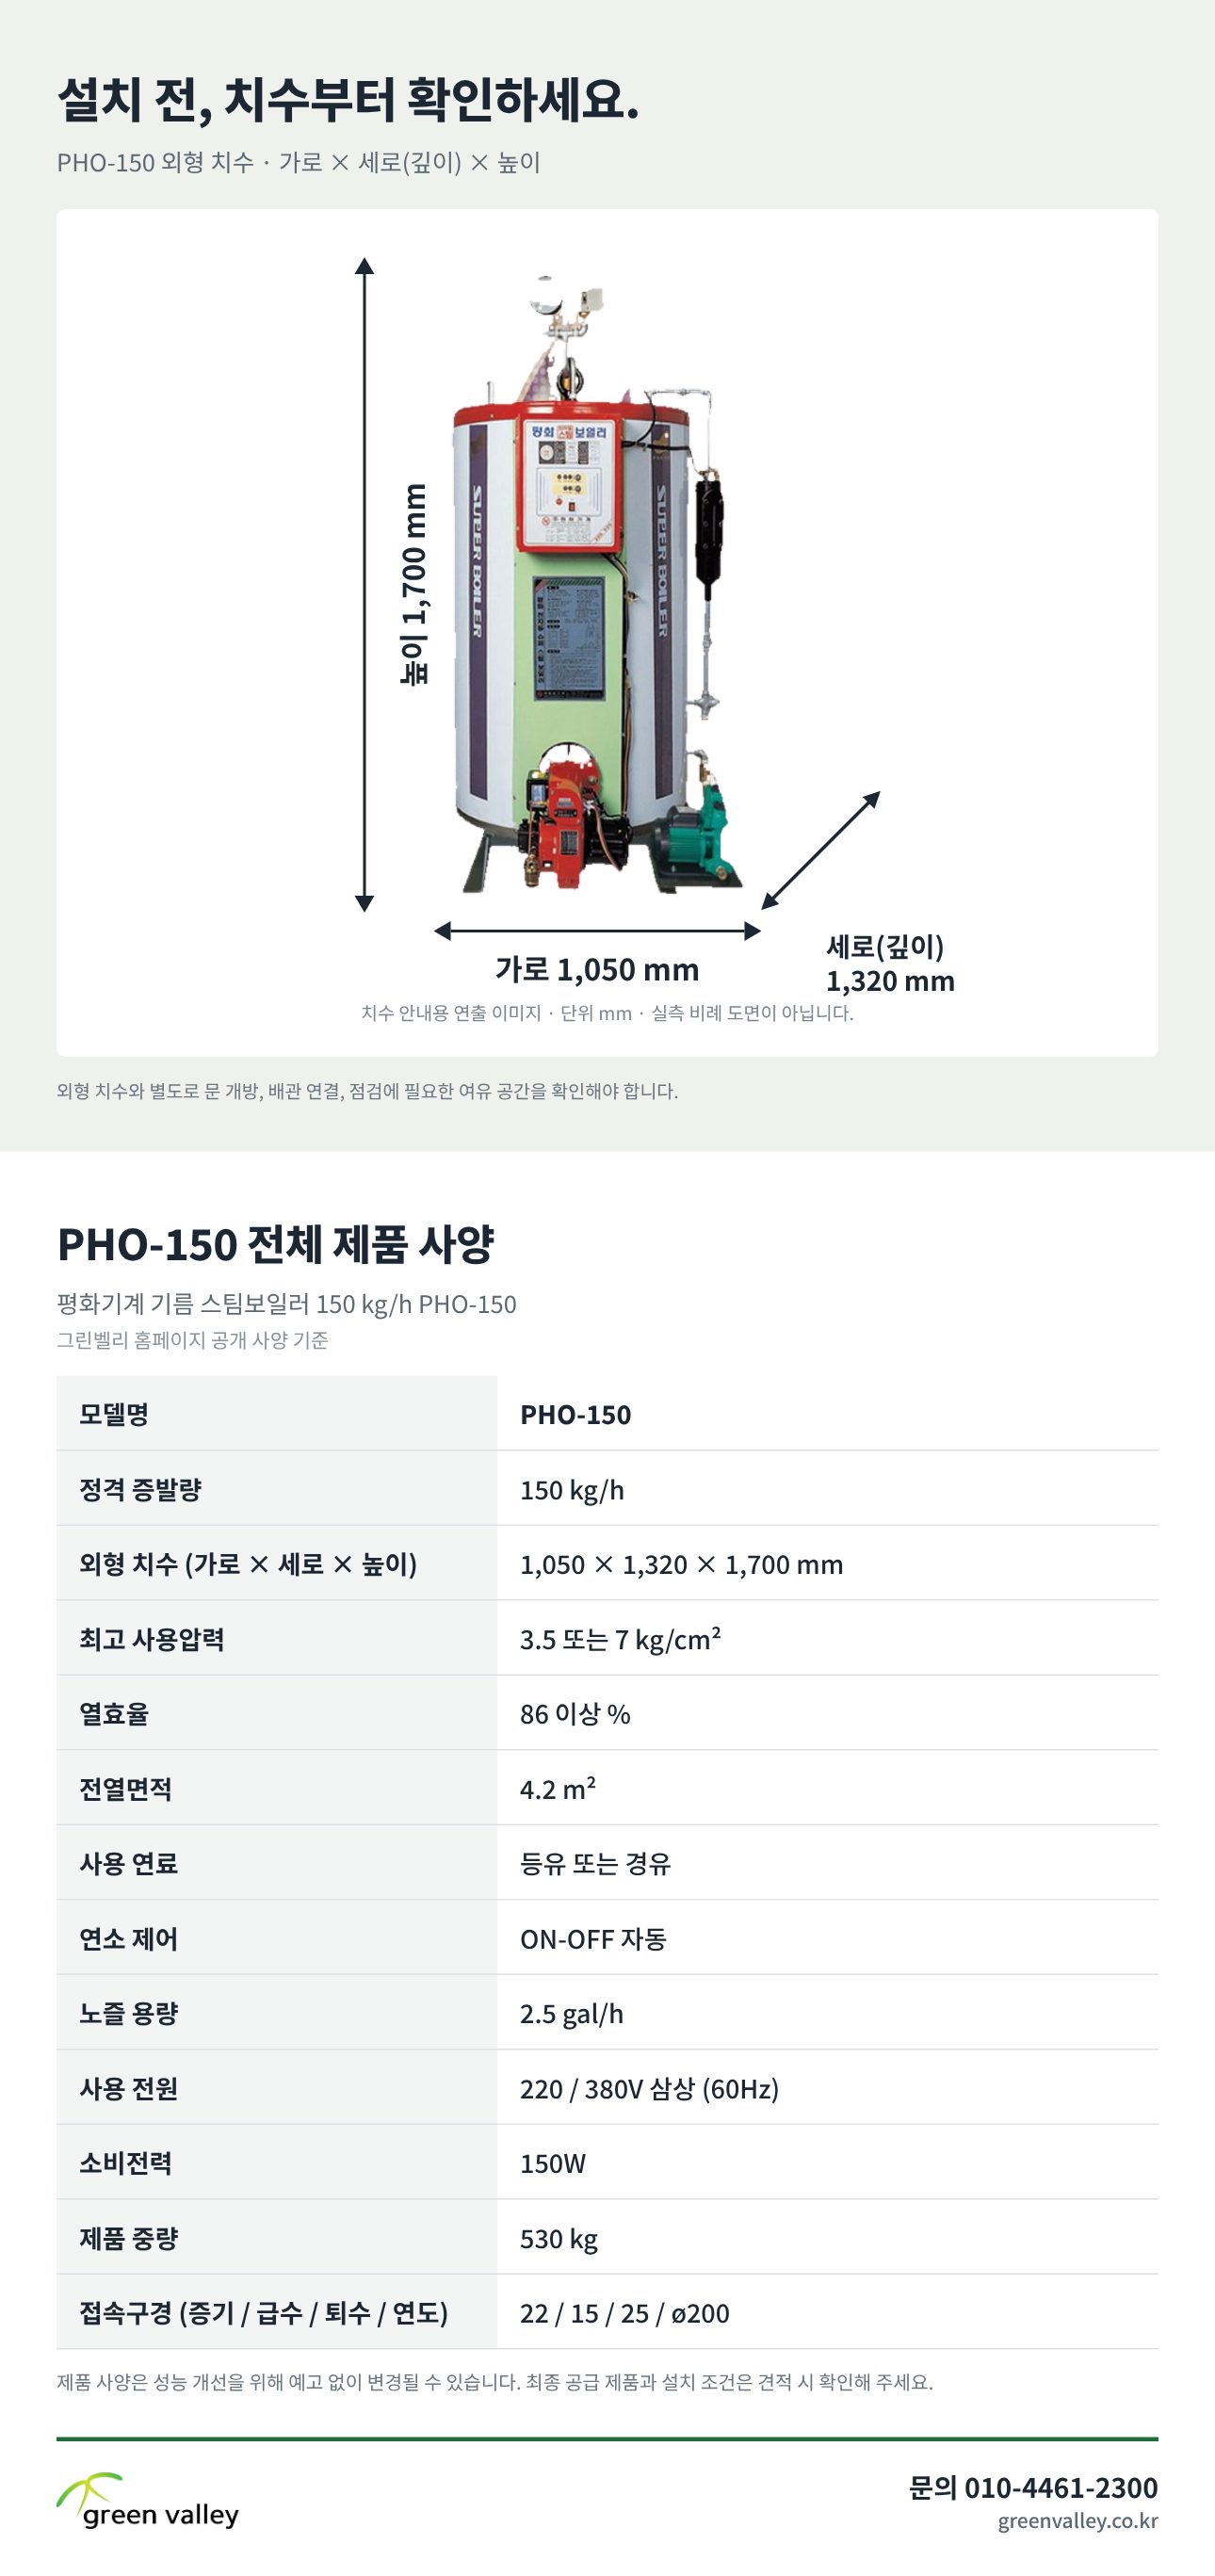 설치 전, 치수부터 확인하세요.
PHO-150 외형 치수 · 가로 × 세로(깊이) × 높이
높이 1,700 mm
평화 스팀 보일러
SUPER BOILER
SUPER BOILER
가로 1,050 mm
세로(깊이)
1,320 mm
치수 안내용 연출 이미지 · 단위 mm · 실측 비례 도면이 아닙니다.
외형 치수와 별도로 문 개방, 배관 연결, 점검에 필요한 여유 공간을 확인해야 합니다.
PHO-150 전체 제품 사양
평화기계 기름 스팀보일러 150 kg/h PHO-150
그린벨리 홈페이지 공개 사양 기준
모델명 PHO-150
정격 증발량 150 kg/h
외형 치수 (가로 × 세로 × 높이) 1,050 × 1,320 × 1,700 mm
최고 사용압력 3.5 또는 7 kg/cm²
열효율 86 이상 %
전열면적 4.2 m²
사용 연료 등유 또는 경유
연소 제어 ON-OFF 자동
노즐 용량 2.5 gal/h
사용 전원 220 / 380V 삼상 (60Hz)
소비전력 150W
제품 중량 530 kg
접속구경 (증기 / 급수 / 퇴수 / 연도) 22 / 15 / 25 / ø200
제품 사양은 성능 개선을 위해 예고 없이 변경될 수 있습니다. 최종 공급 제품과 설치 조건은 견적 시 확인해 주세요.
green valley
문의 010-4461-2300
greenvalley.co.kr